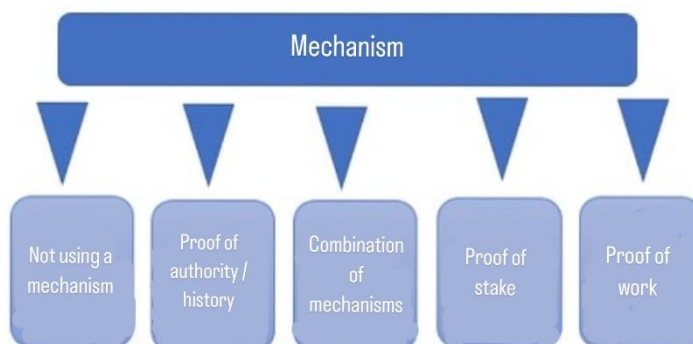 Mechanism
Not using a
mechanism
Proof of
authority /
history
Combination
of
mechanisms
Proof of
stake
Proof of
work